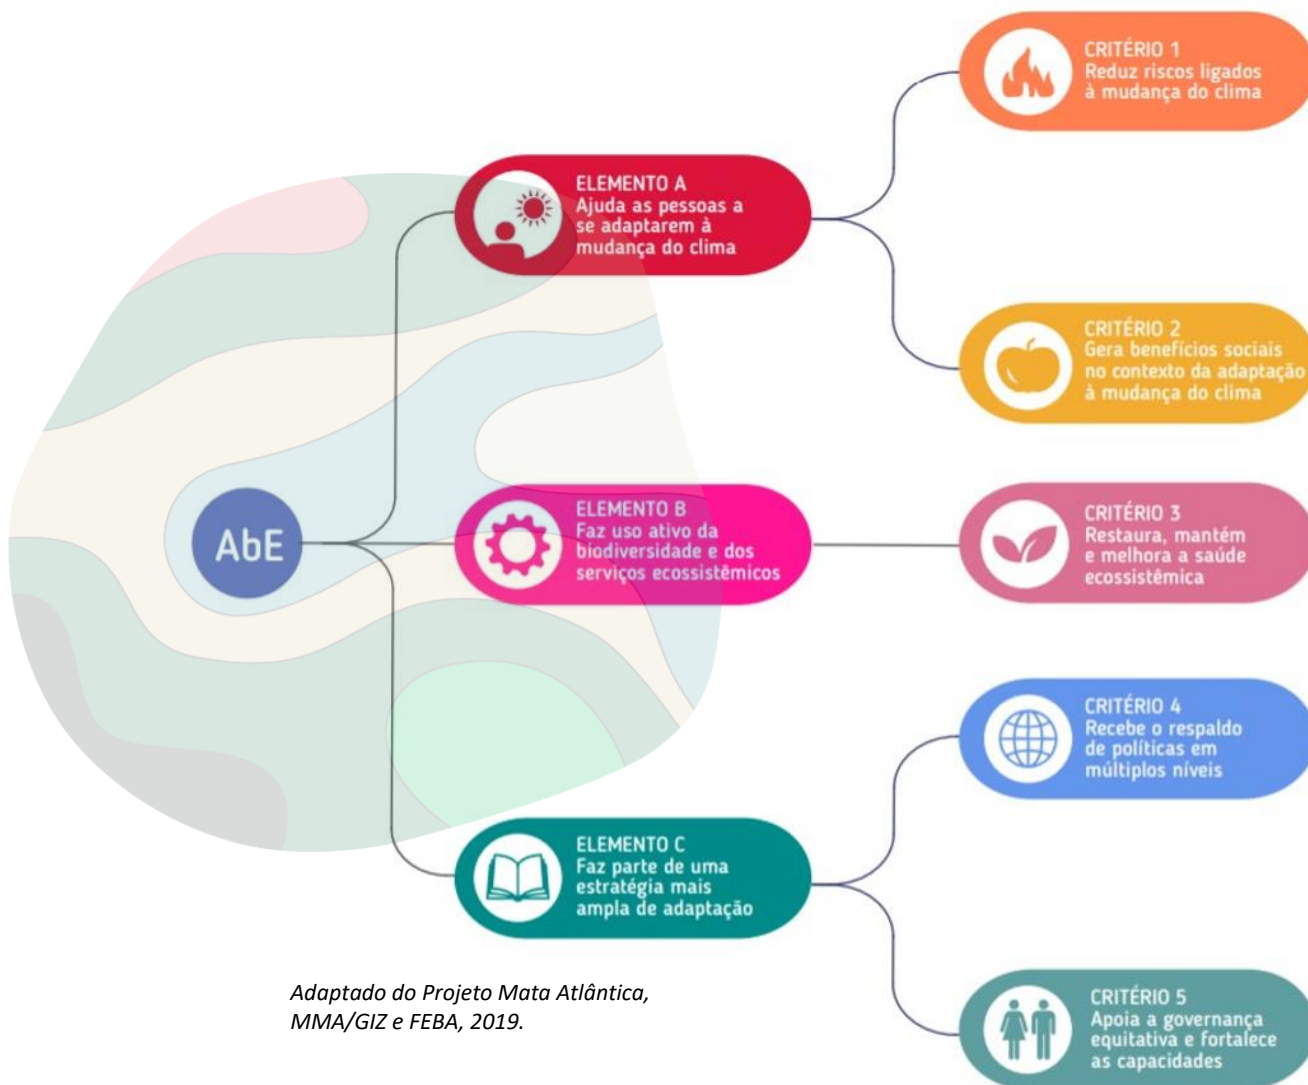 AbE
ELEMENTO A
Ajuda as pessoas a
se adaptarem à
mudança do clima
CRITÉRIO 1
Reduz riscos ligados
à mudança do clima
CRITÉRIO 2
Gera benefícios sociais
no contexto da adaptação
à mudança do clima
ELEMENTO B
Faz uso ativo da
biodiversidade e dos
serviços ecossistêmicos
CRITÉRIO 3
Restaura, mantém
e melhora a saúde
ecossistêmica
ELEMENTO C
Faz parte de uma
estratégia mais
ampla de adaptação
CRITÉRIO 4
Recebe o respaldo
de políticas em
múltiplos níveis
CRITÉRIO 5
Apoia a governança
equitativa e fortalece
as capacidades
Adaptado do Projeto Mata Atlântica,
MMA/GIZ e FEBA, 2019.